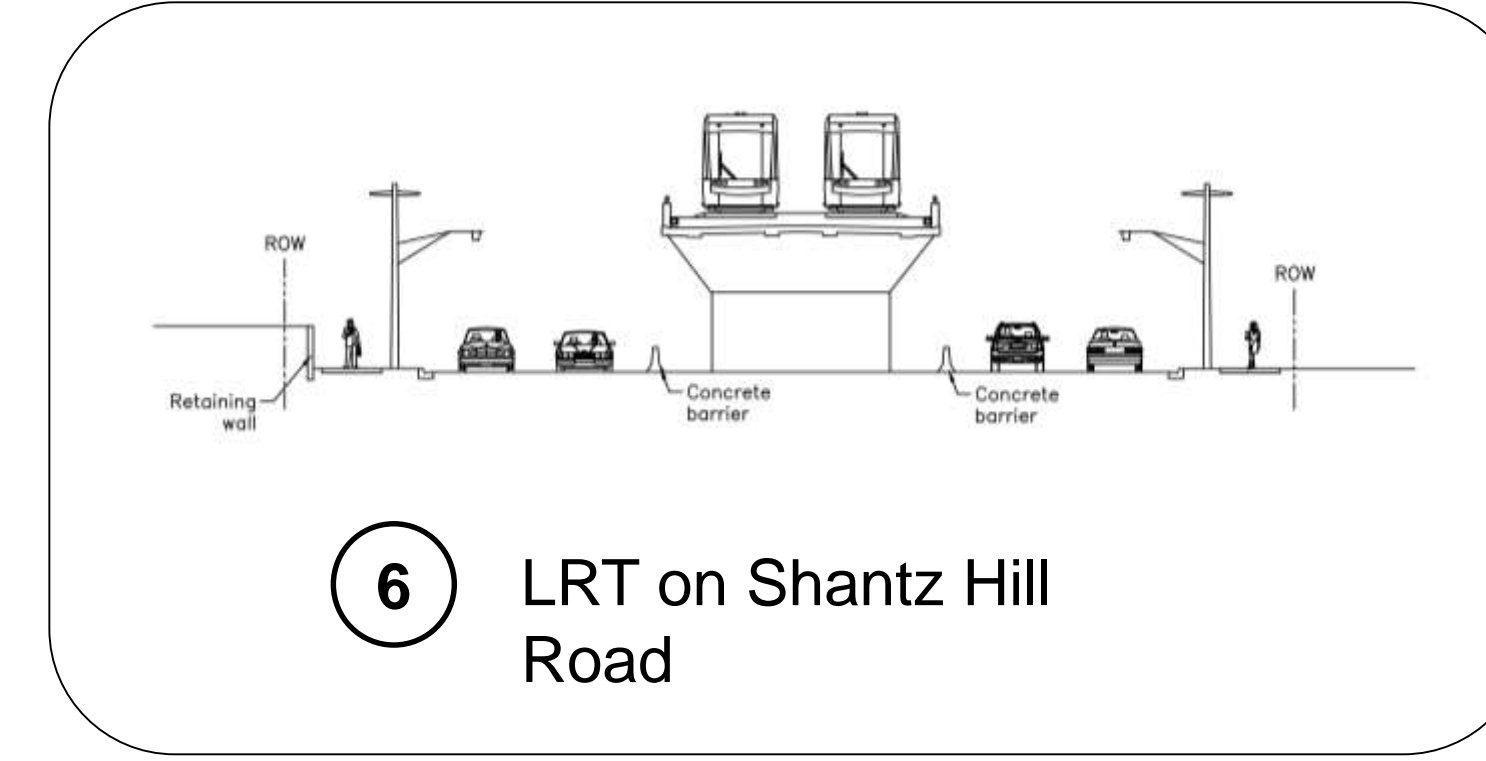 ROW
ROW
Retaining
wall
Concrete
barrier
Concrete
barrier
6
LRT on Shantz Hill
Road